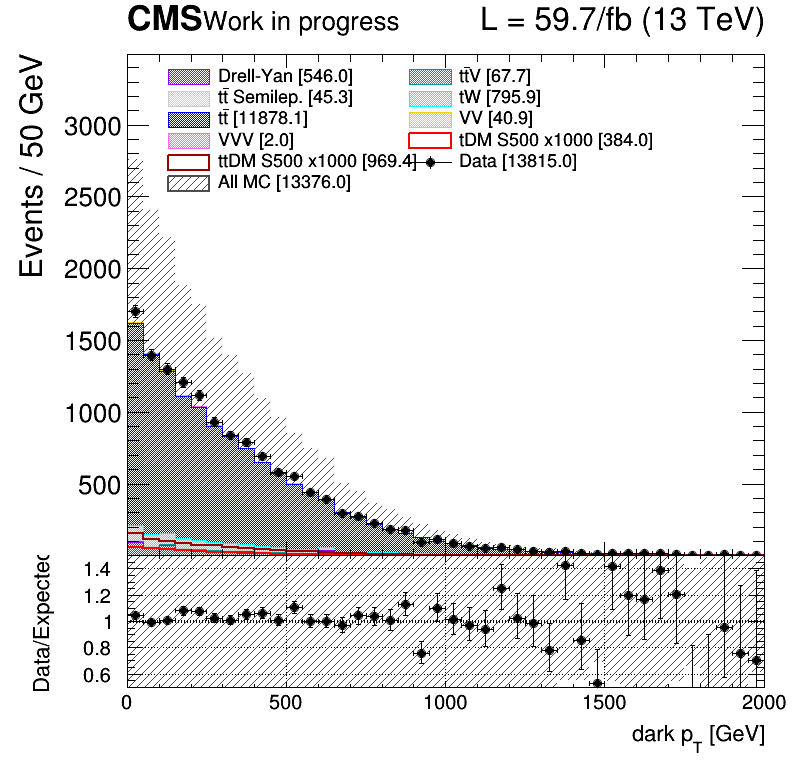 CMS Work in progress L = 59.7/fb (13 TeV)
Events / 50 GeV
Drell-Yan [546.0] tt̄V [67.7]
tt̄ Semilep. [45.3] tW [795.9]
tt̄ [11878.1] VV [40.9]
VVV [2.0] tDM S500 x1000 [384.0]
ttDM S500 x1000 [969.4] Data [13815.0]
All MC [13376.0]
3000
2500
2000
1500
1000
500
Data/Expected
1.4
1.2
1
0.8
0.6
0 500 1000 1500 2000
dark p_T [GeV]